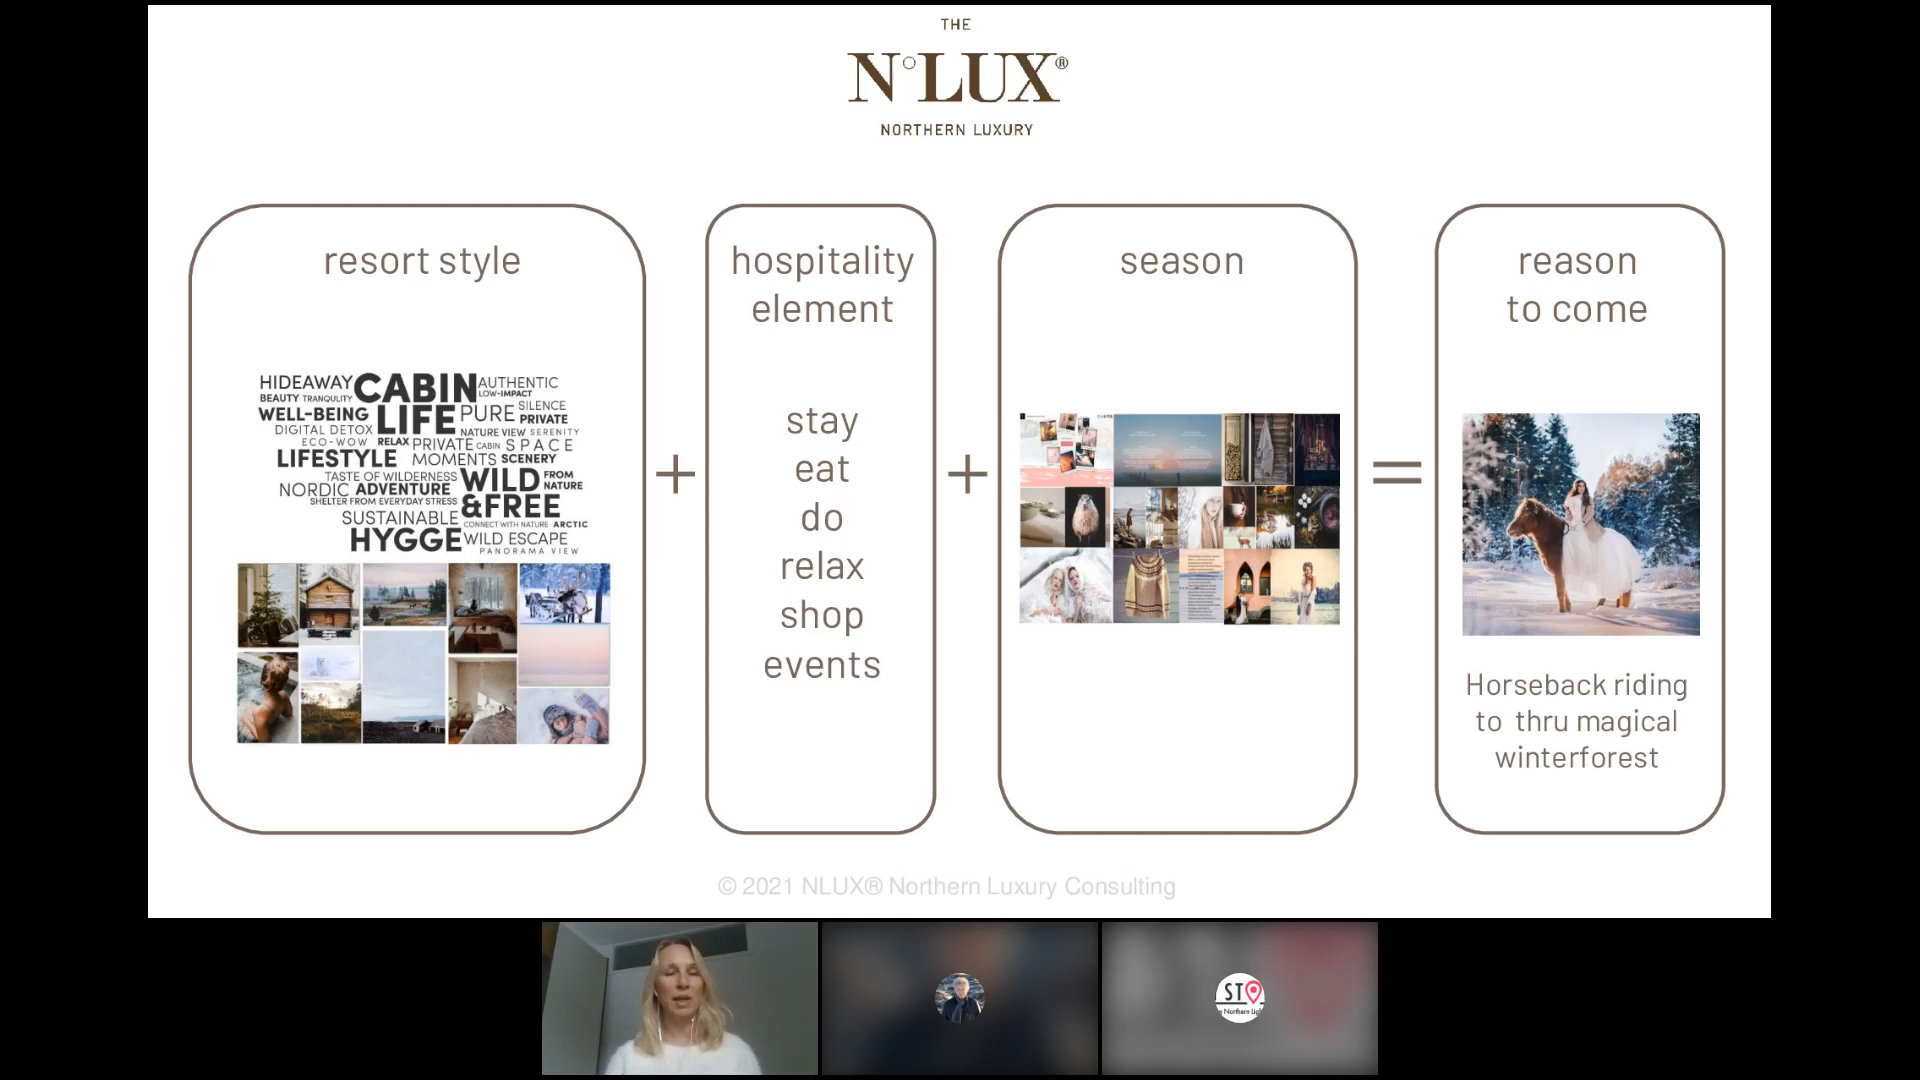 THE
N°LUX®
NORTHERN LUXURY
resort style
HIDEAWAY CABIN AUTHENTIC
LOW-IMPACT
BEAUTY TRANQUILITY
WELL-BEING LIFE PURE SILENCE
PRIVATE
DIGITAL DETOX NATURE VIEW SERENITY
ECO-WOW RELAX PRIVATE CABIN SPACE
LIFESTYLE MOMENTS SCENERY
TASTE OF WILDERNESS WILD FROM
NATURE
NORDIC ADVENTURE
SHELTER FROM EVERYDAY STRESS &FREE
SUSTAINABLE CONNECT WITH NATURE ARCTIC
HYGGE WILD ESCAPE
PANORAMA VIEW
+
hospitality
element
stay
eat
do
relax
shop
events
+
season
=
reason
to come
Horseback riding
to thru magical
winterforest
© 2021 NLUX® Northern Luxury Consulting
ST
Northern Lig